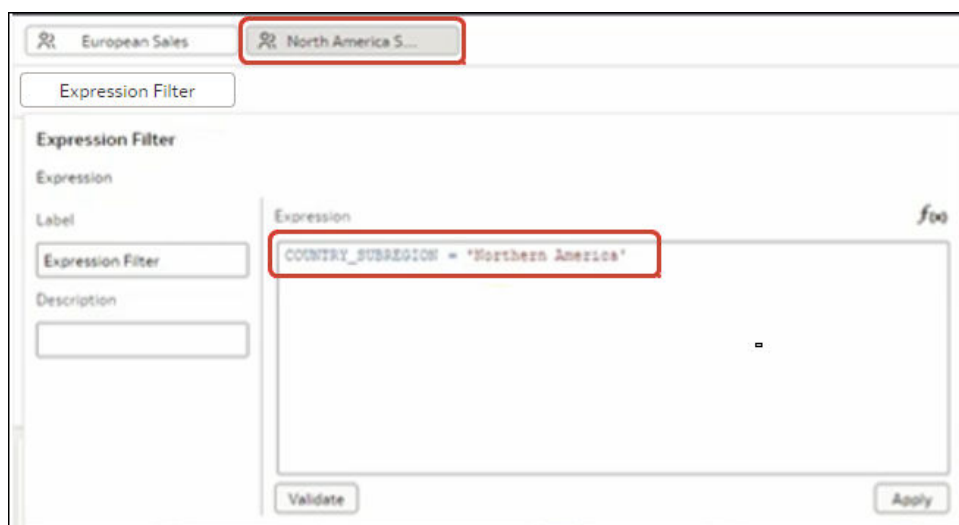 European Sales
North America S...
Expression Filter
Expression Filter
Expression
Label
Expression
f(x)
Expression Filter
COUNTRY_SUBREGION = 'Northern America'
Description
Validate
Apply